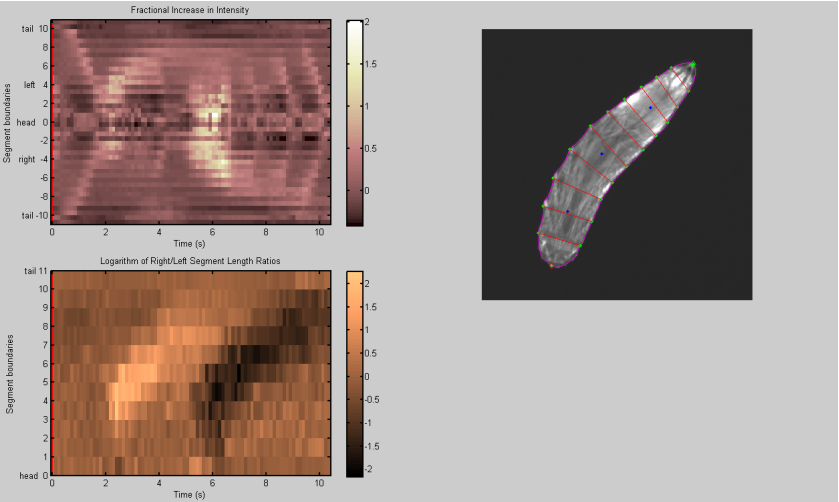 Fractional Increase in Intensity
tail 10
8
6
left 4
2
head 0
-2
right -4
-6
-8
tail -10
0 2 4 6 8 10
Time (s)
Segment boundaries
2
1.5
1
0.5
0
Logarithm of Right/Left Segment Length Ratios
tail 11
10
9
8
7
6
5
4
3
2
1
head 0
0 2 4 6 8 10
Time (s)
Segment boundaries
2
1.5
1
0.5
0
-0.5
-1
-1.5
-2